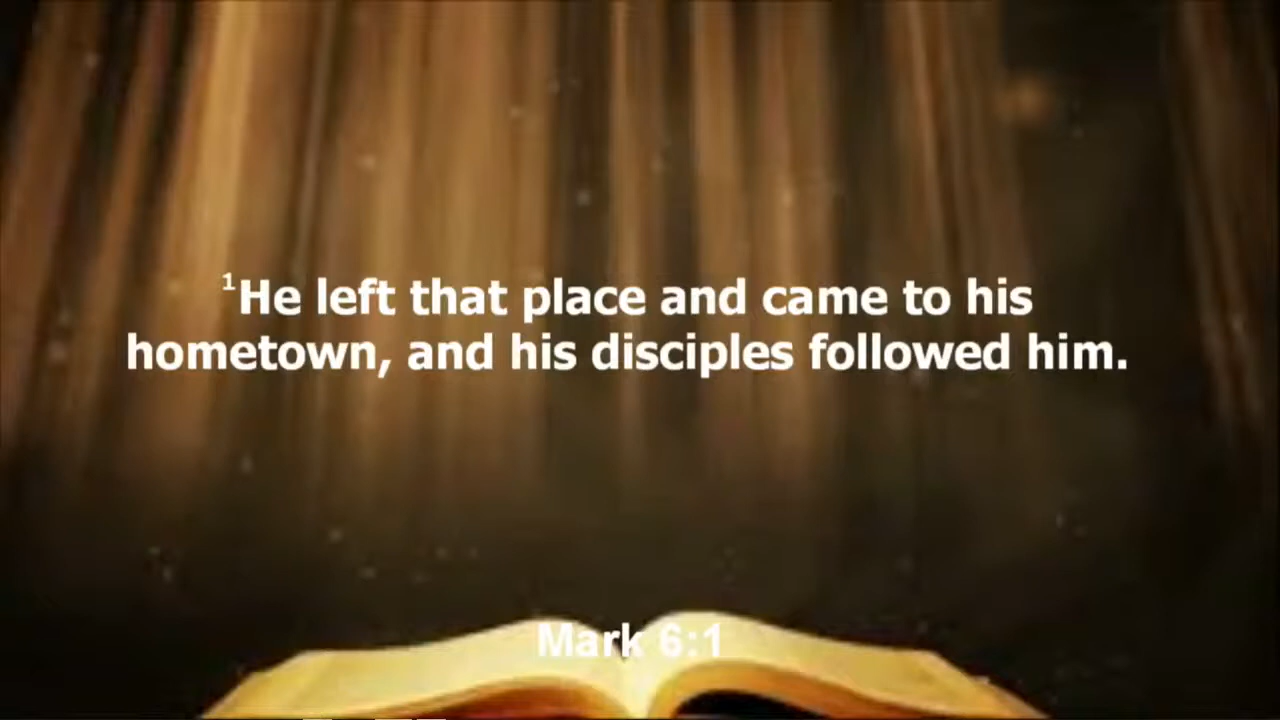 ¹He left that place and came to his
hometown, and his disciples followed him.
Mark 6:1